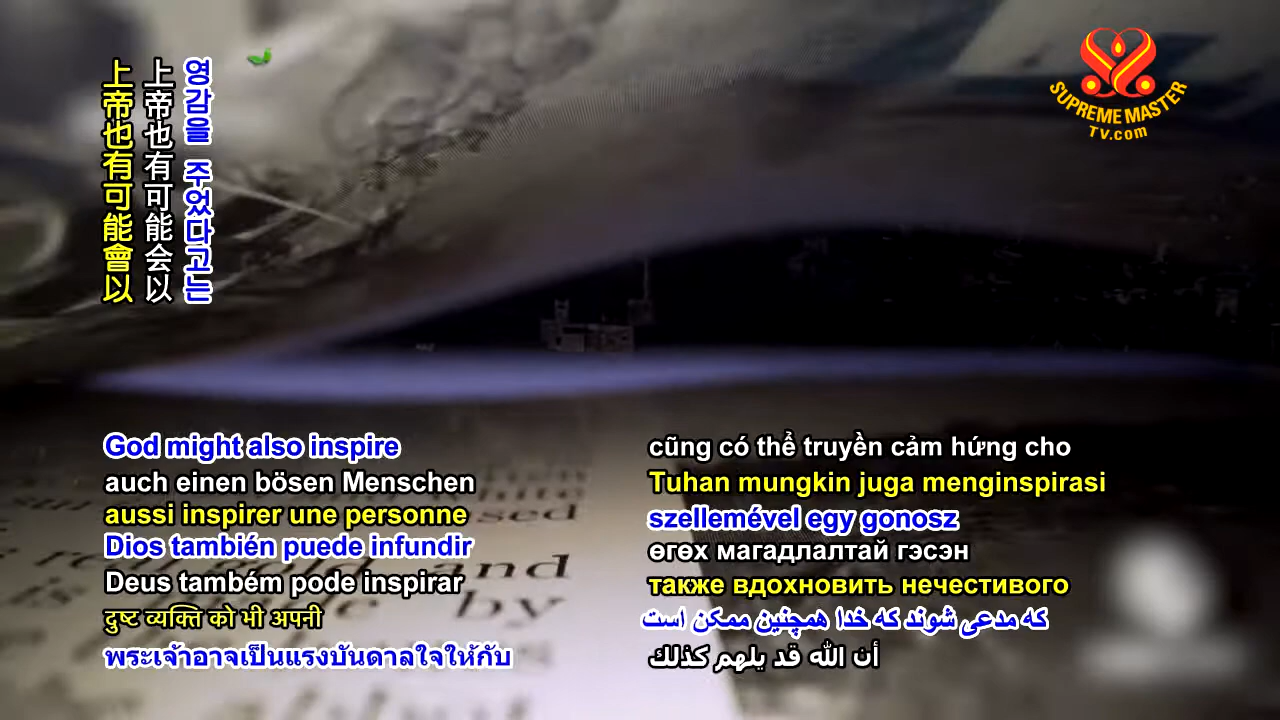 영감을 주었다고는
上帝也有可能会以
上帝也有可能會以
SUPREME MASTER
TV.com
God might also inspire
auch einen bösen Menschen
aussi inspirer une personne
Dios también puede infundir
Deus também pode inspirar
दुष्ट व्यक्ति को भी अपनी
พระเจ้าอาจเป็นแรงบันดาลใจให้กับ
cũng có thể truyền cảm hứng cho
Tuhan mungkin juga menginspirasi
szellemével egy gonosz
өгөх магадлалтай гэсэн
также вдохновить нечестивого
که مدعی شوند که خدا همچنین ممکن است
أن الله قد يلهم كذلك
white
used
and
by